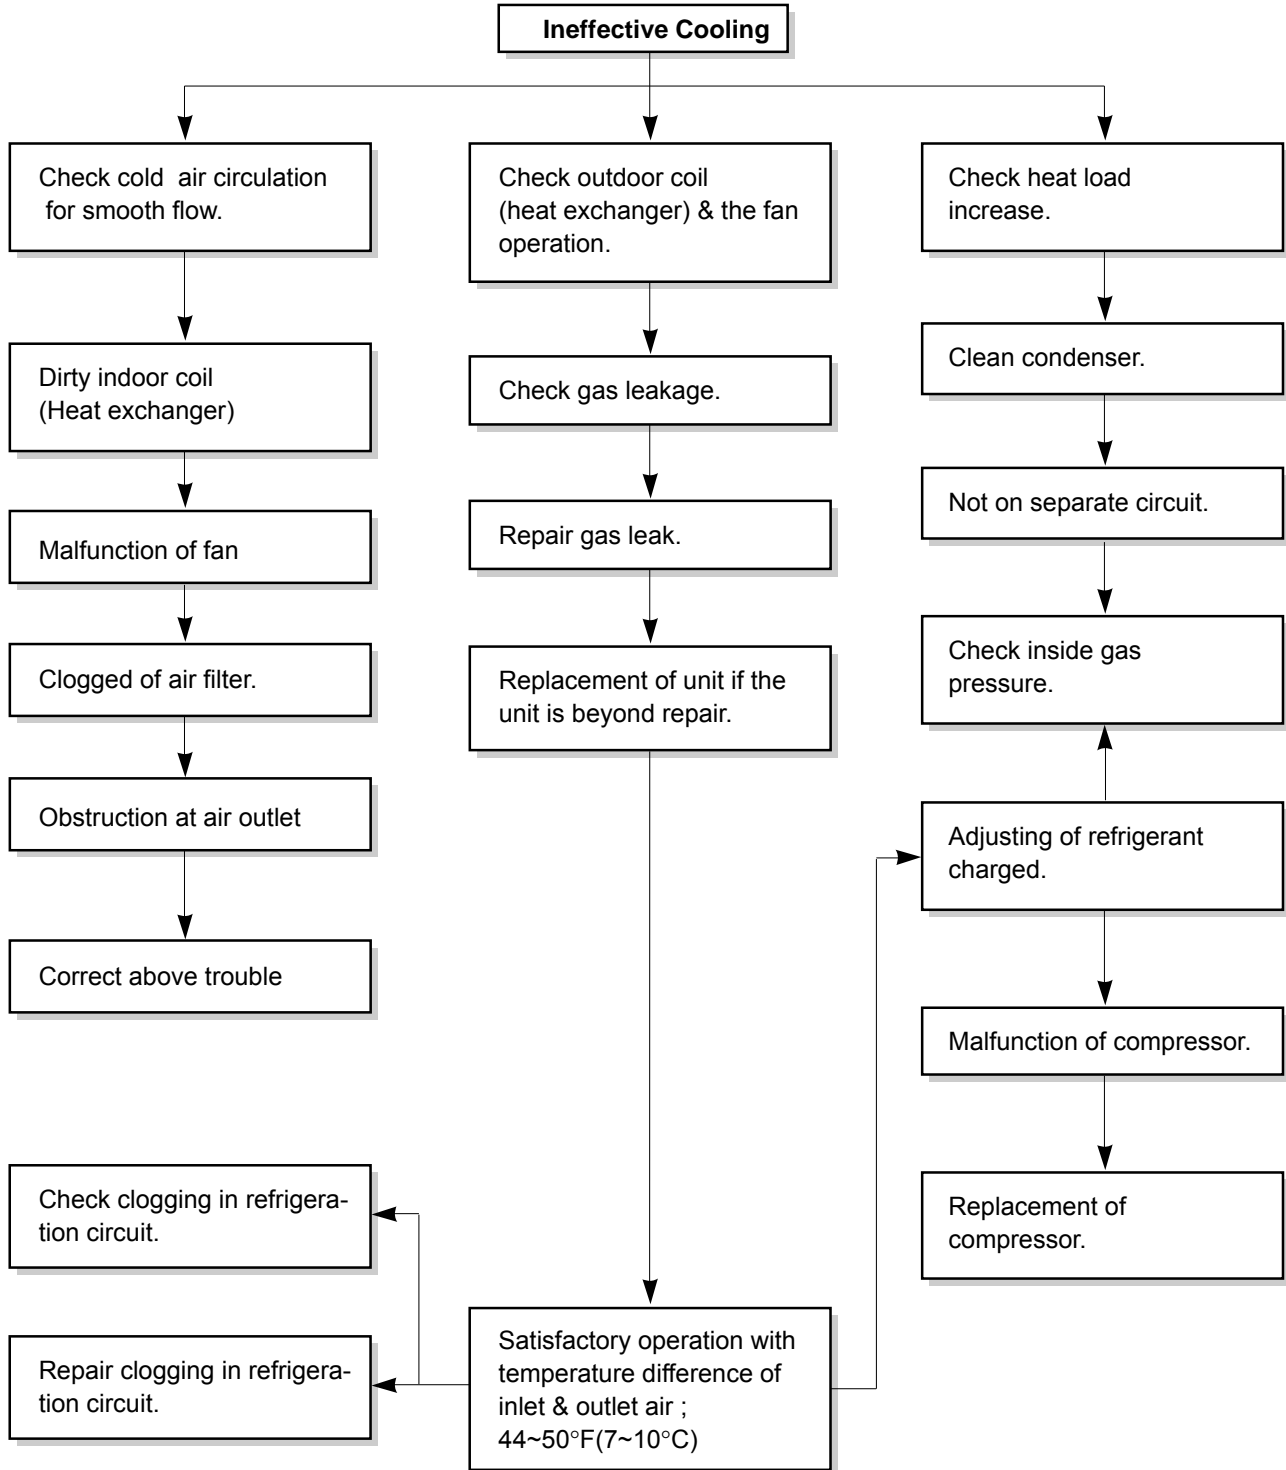 Ineffective Cooling
Check cold air circulation
for smooth flow.
Dirty indoor coil
(Heat exchanger)
Malfunction of fan
Clogged of air filter.
Obstruction at air outlet
Correct above trouble
Check clogging in refrigera-
tion circuit.
Repair clogging in refrigera-
tion circuit.
Check outdoor coil
(heat exchanger) & the fan
operation.
Check gas leakage.
Repair gas leak.
Replacement of unit if the
unit is beyond repair.
Satisfactory operation with
temperature difference of
inlet & outlet air ;
44~50°F(7~10°C)
Check heat load
increase.
Clean condenser.
Not on separate circuit.
Check inside gas
pressure.
Adjusting of refrigerant
charged.
Malfunction of compressor.
Replacement of
compressor.